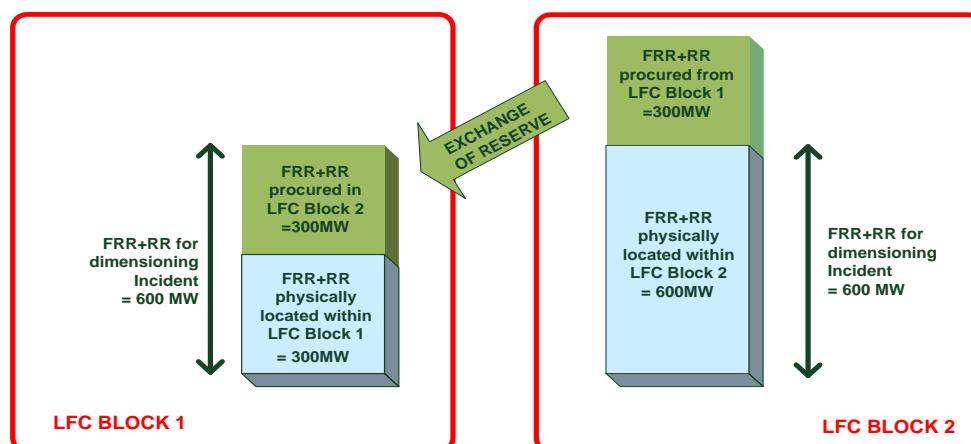 FRR+RR
procured from
LFC Block 1
=300MW
EXCHANGE
OF RESERVE
FRR+RR
procured in
LFC Block 2
=300MW
FRR+RR for
dimensioning
Incident
= 600 MW
FRR+RR
physically
located within
LFC Block 1
= 300MW
FRR+RR
physically
located within
LFC Block 2
= 600MW
FRR+RR for
dimensioning
Incident
= 600 MW
LFC BLOCK 1
LFC BLOCK 2